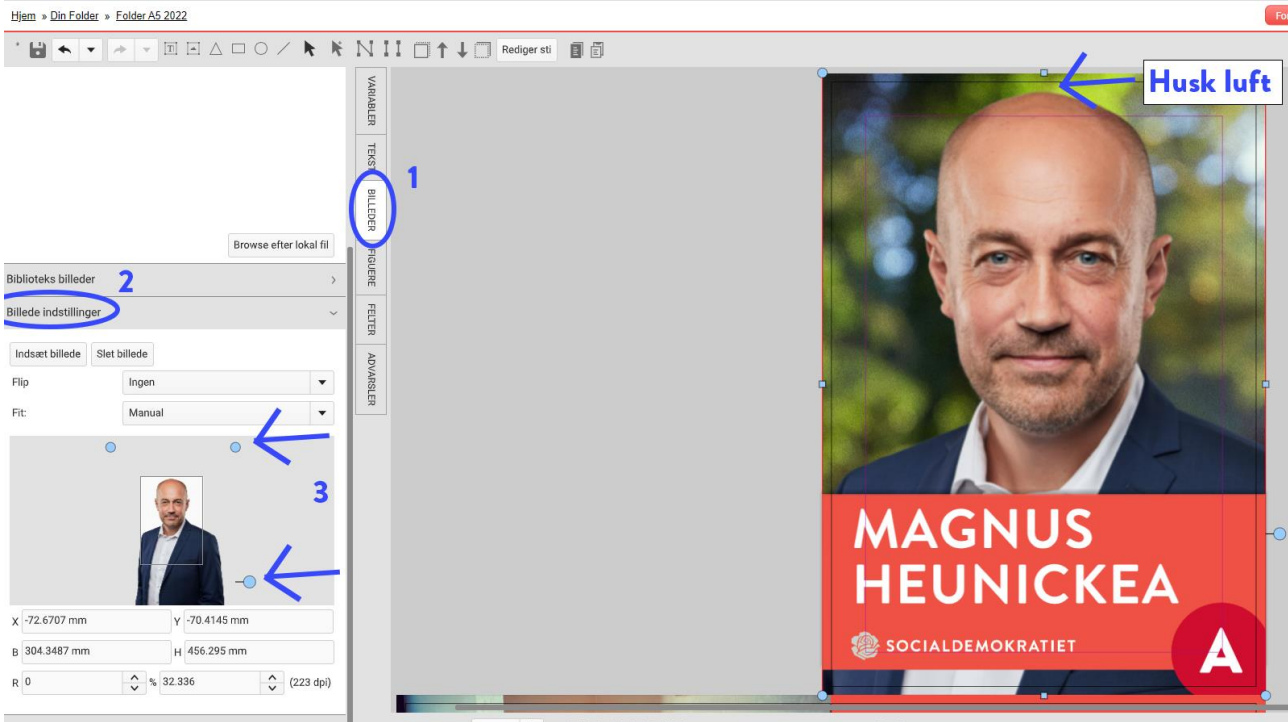 Hjem » Din Folder » Folder A5 2022
Rediger sti
VARIABLER
TEKST
BILLEDER
FIGUERE
FELTER
ADVARSLER
1
Browse efter lokal fil
Biblioteks billeder
2
Billede indstillinger
Indsæt billede Slet billede
Flip Ingen
Fit: Manual
3
X -72.6707 mm Y -70.4145 mm
B 304.3487 mm H 456.295 mm
R 0 % 32.336 (223 dpi)
Husk luft
MAGNUS
HEUNICKEA
SOCIALDEMOKRATIET
A